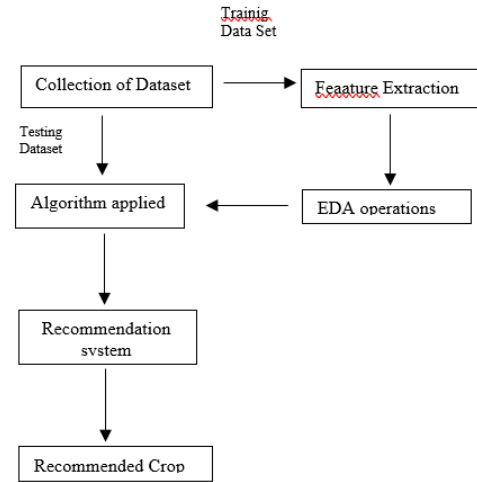 Trainig
Data Set
Collection of Dataset
Feaature Extraction
Testing
Dataset
Algorithm applied
EDA operations
Recommendation
system
Recommended Crop